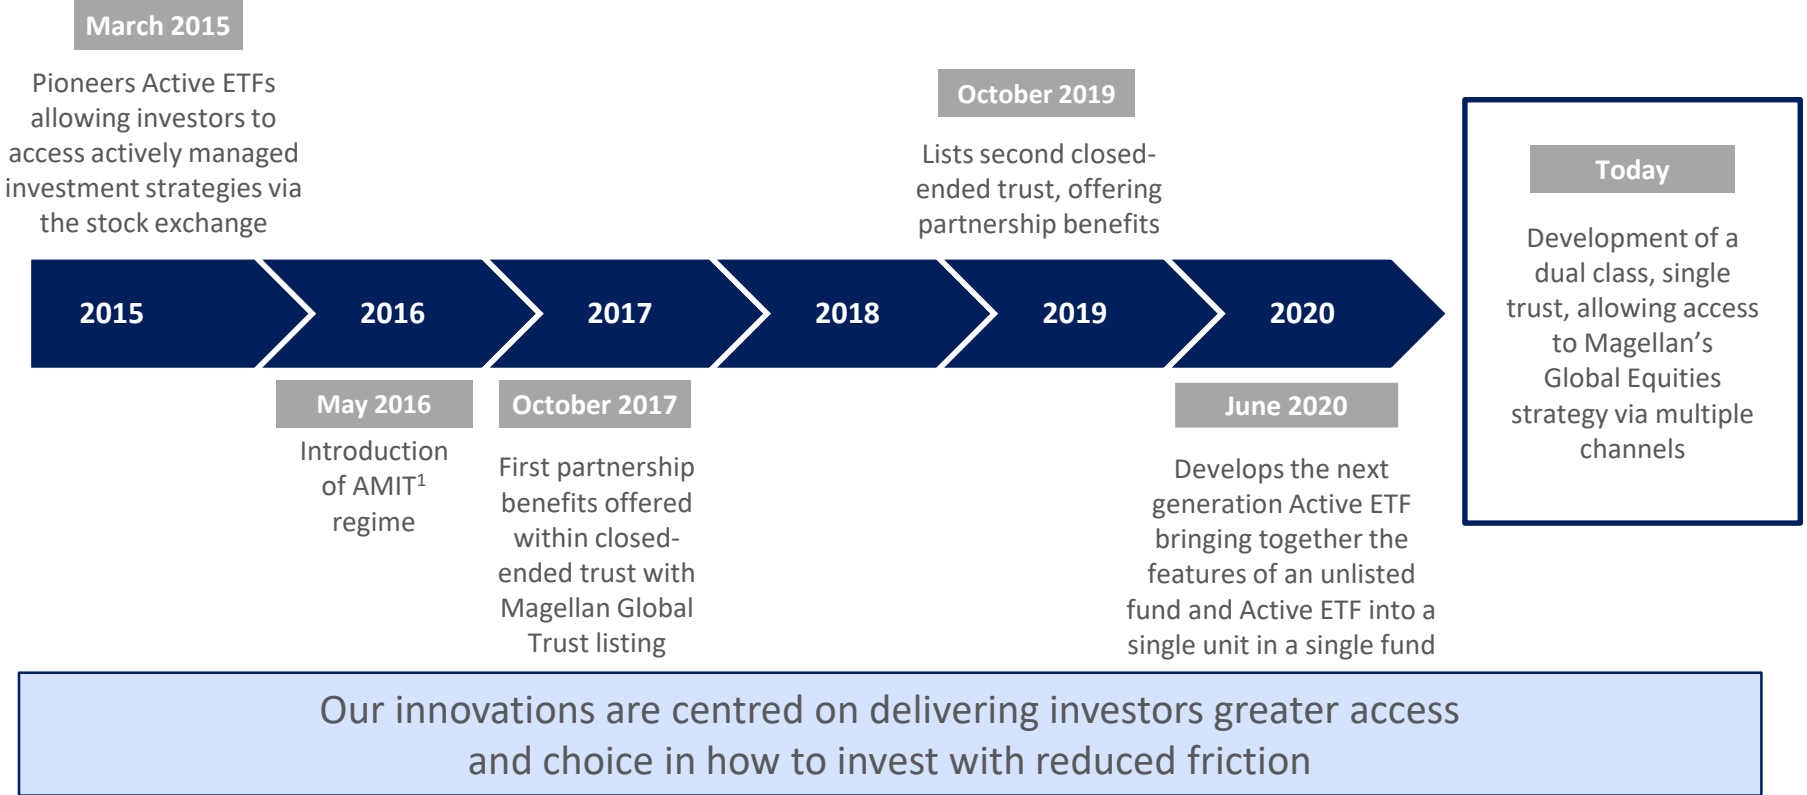 March 2015
Pioneers Active ETFs
allowing investors to
access actively managed
investment strategies via
the stock exchange
October 2019
Lists second closed-
ended trust, offering
partnership benefits
Today
Development of a
dual class, single
trust, allowing access
to Magellan’s
Global Equities
strategy via multiple
channels
2015
2016
2017
2018
2019
2020
May 2016
Introduction
of AMIT¹
regime
October 2017
First partnership
benefits offered
within closed-
ended trust with
Magellan Global
Trust listing
June 2020
Develops the next
generation Active ETF
bringing together the
features of an unlisted
fund and Active ETF into a
single unit in a single fund
Our innovations are centred on delivering investors greater access
and choice in how to invest with reduced friction